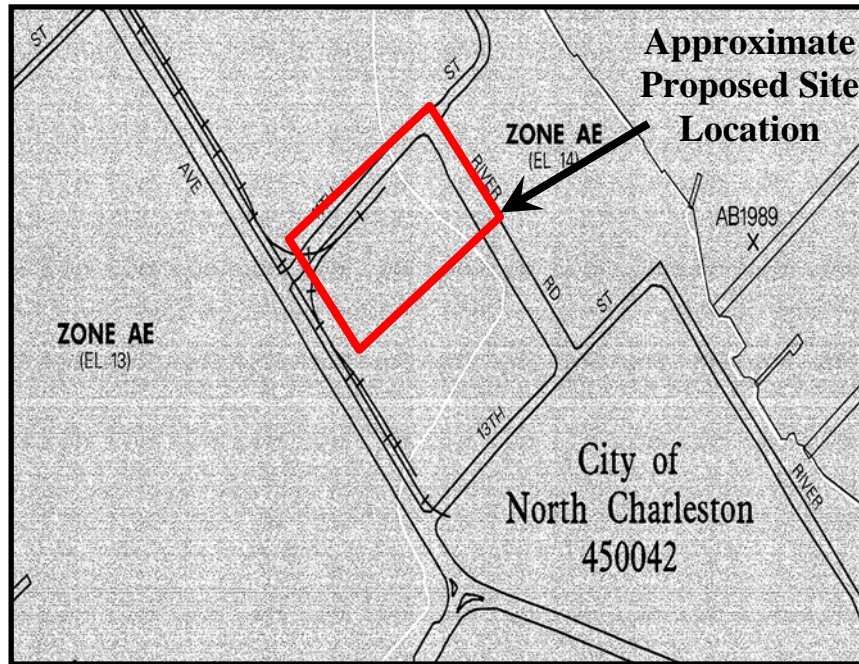 Approximate
Proposed Site
Location
ST
ST
ZONE AE
(EL 14)
RIVER
AVE
AB1989
RD
ST
ZONE AE
(EL 13)
13TH
City of
North Charleston
450042
RIVER